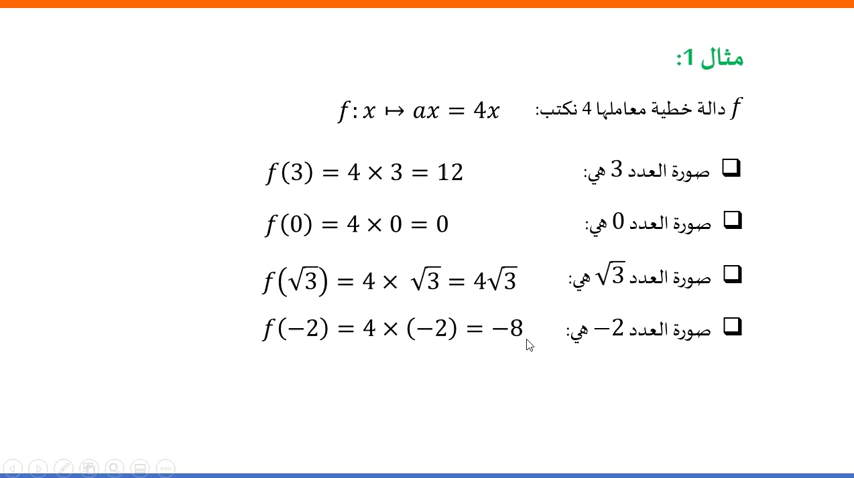 مثال 1:
f دالة خطية معاملها 4 نكتب: f: x ↦ ax = 4x
❑ صورة العدد 3 هي: f(3) = 4 × 3 = 12
❑ صورة العدد 0 هي: f(0) = 4 × 0 = 0
❑ صورة العدد √3 هي: f(√3) = 4 × √3 = 4√3
❑ صورة العدد −2 هي: f(−2) = 4 × (−2) = −8